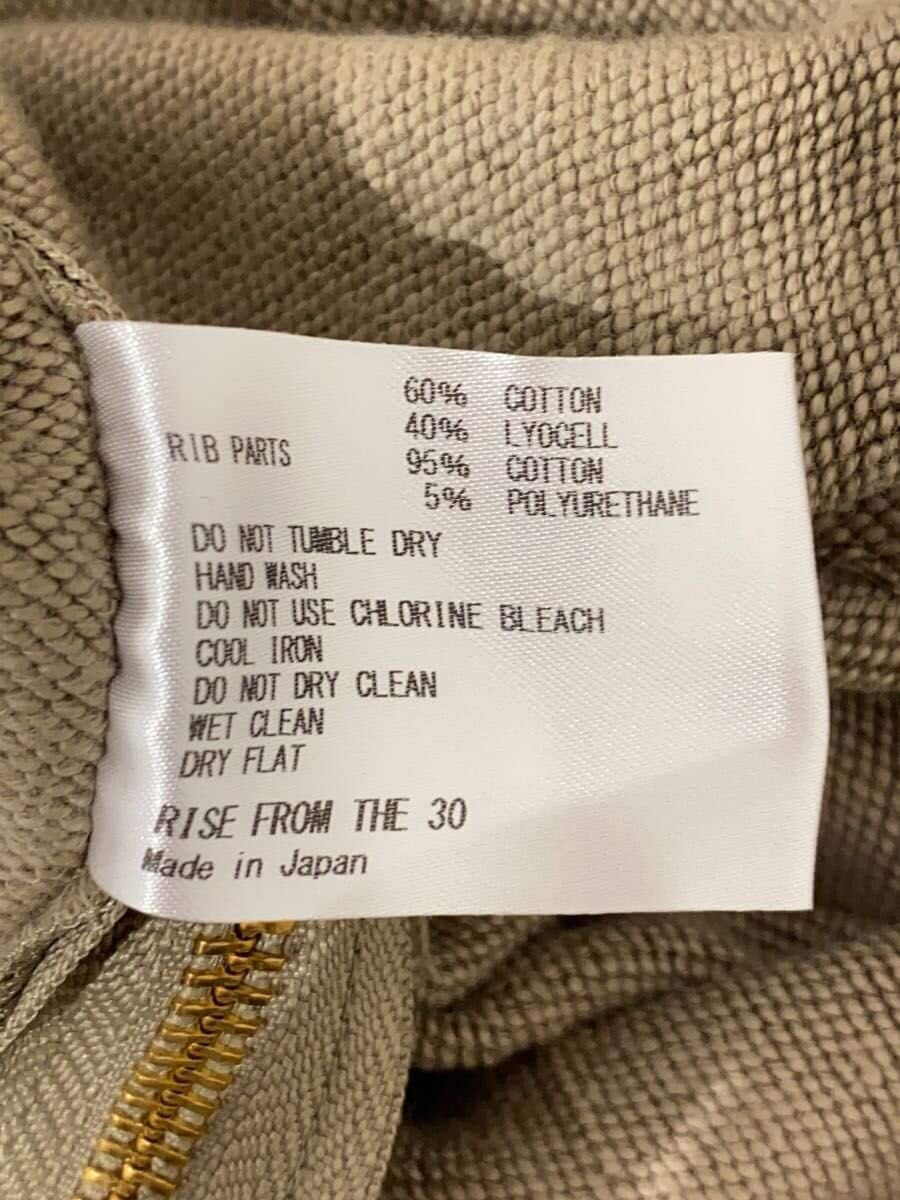 60% COTTON
40% LYOCELL
RIB PARTS 95% COTTON
5% POLYURETHANE
DO NOT TUMBLE DRY
HAND WASH
DO NOT USE CHLORINE BLEACH
COOL IRON
DO NOT DRY CLEAN
WET CLEAN
DRY FLAT
RISE FROM THE 30
Made in Japan